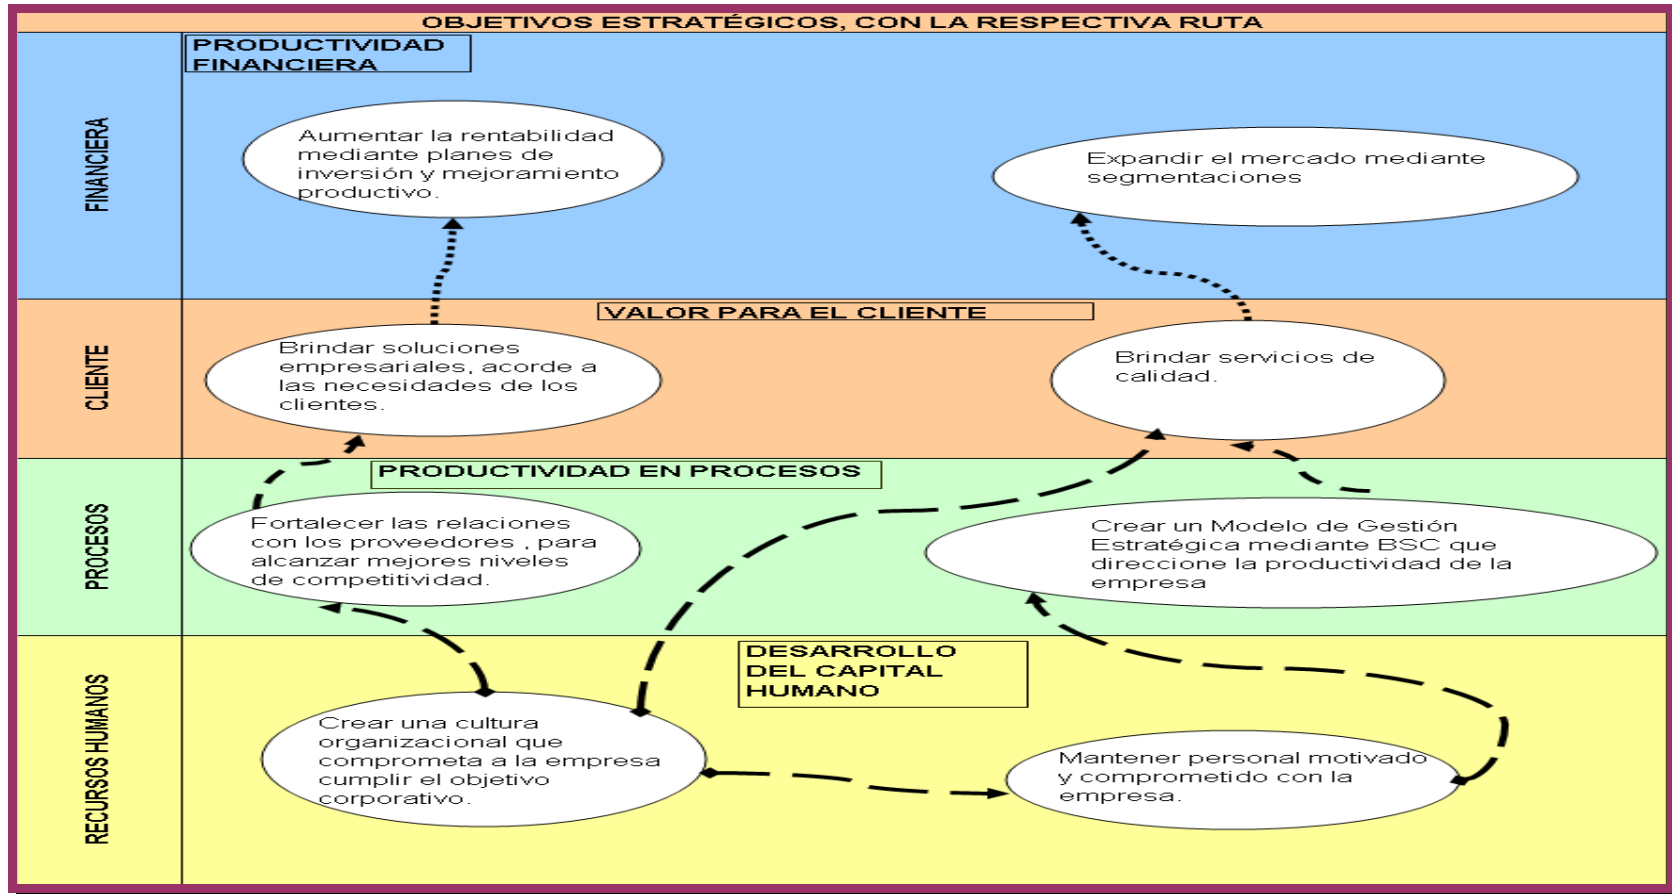 OBJETIVOS ESTRATÉGICOS, CON LA RESPECTIVA RUTA
FINANCIERA
PRODUCTIVIDAD
FINANCIERA
Aumentar la rentabilidad
mediante planes de
inversión y mejoramiento
productivo.
Expandir el mercado mediante
segmentaciones
CLIENTE
VALOR PARA EL CLIENTE
Brindar soluciones
empresariales, acorde a
las necesidades de los
clientes.
Brindar servicios de
calidad.
PROCESOS
PRODUCTIVIDAD EN PROCESOS
Fortalecer las relaciones
con los proveedores , para
alcanzar mejores niveles
de competitividad.
Crear un Modelo de Gestión
Estratégica mediante BSC que
direccione la productividad de la
empresa
RECURSOS HUMANOS
DESARROLLO
DEL CAPITAL
HUMANO
Crear una cultura
organizacional que
comprometa a la empresa
cumplir el objetivo
corporativo.
Mantener personal motivado
y comprometido con la
empresa.